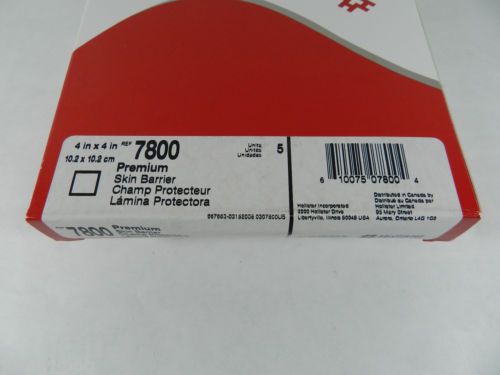 4 in x 4 in REF 7800
10.2 x 10.2 cm
Premium
Skin Barrier
Champ Protecteur
Lámina Protectora
Units
Unités
Unidades
5
6 10075 07800 4
Hollister Incorporated
2000 Hollister Drive
Libertyville, Illinois 60048 USA
Distributed in Canada by
Distribué au Canada par
Hollister Limited
95 Mary Street
Aurora, Ontario L4G 1G3
7800 Premium
Skin Barrier